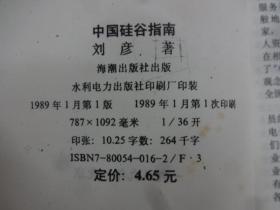 中国硅谷指南
刘彦 著
海潮出版社出版
水利电力出版社印刷厂印装
1989年1月第1版 1989年1月第1次印刷
787×1092毫米 1/36开
印张：10.25字数：264千字
ISBN7-80054-016-2/F·3
定价：4.65元